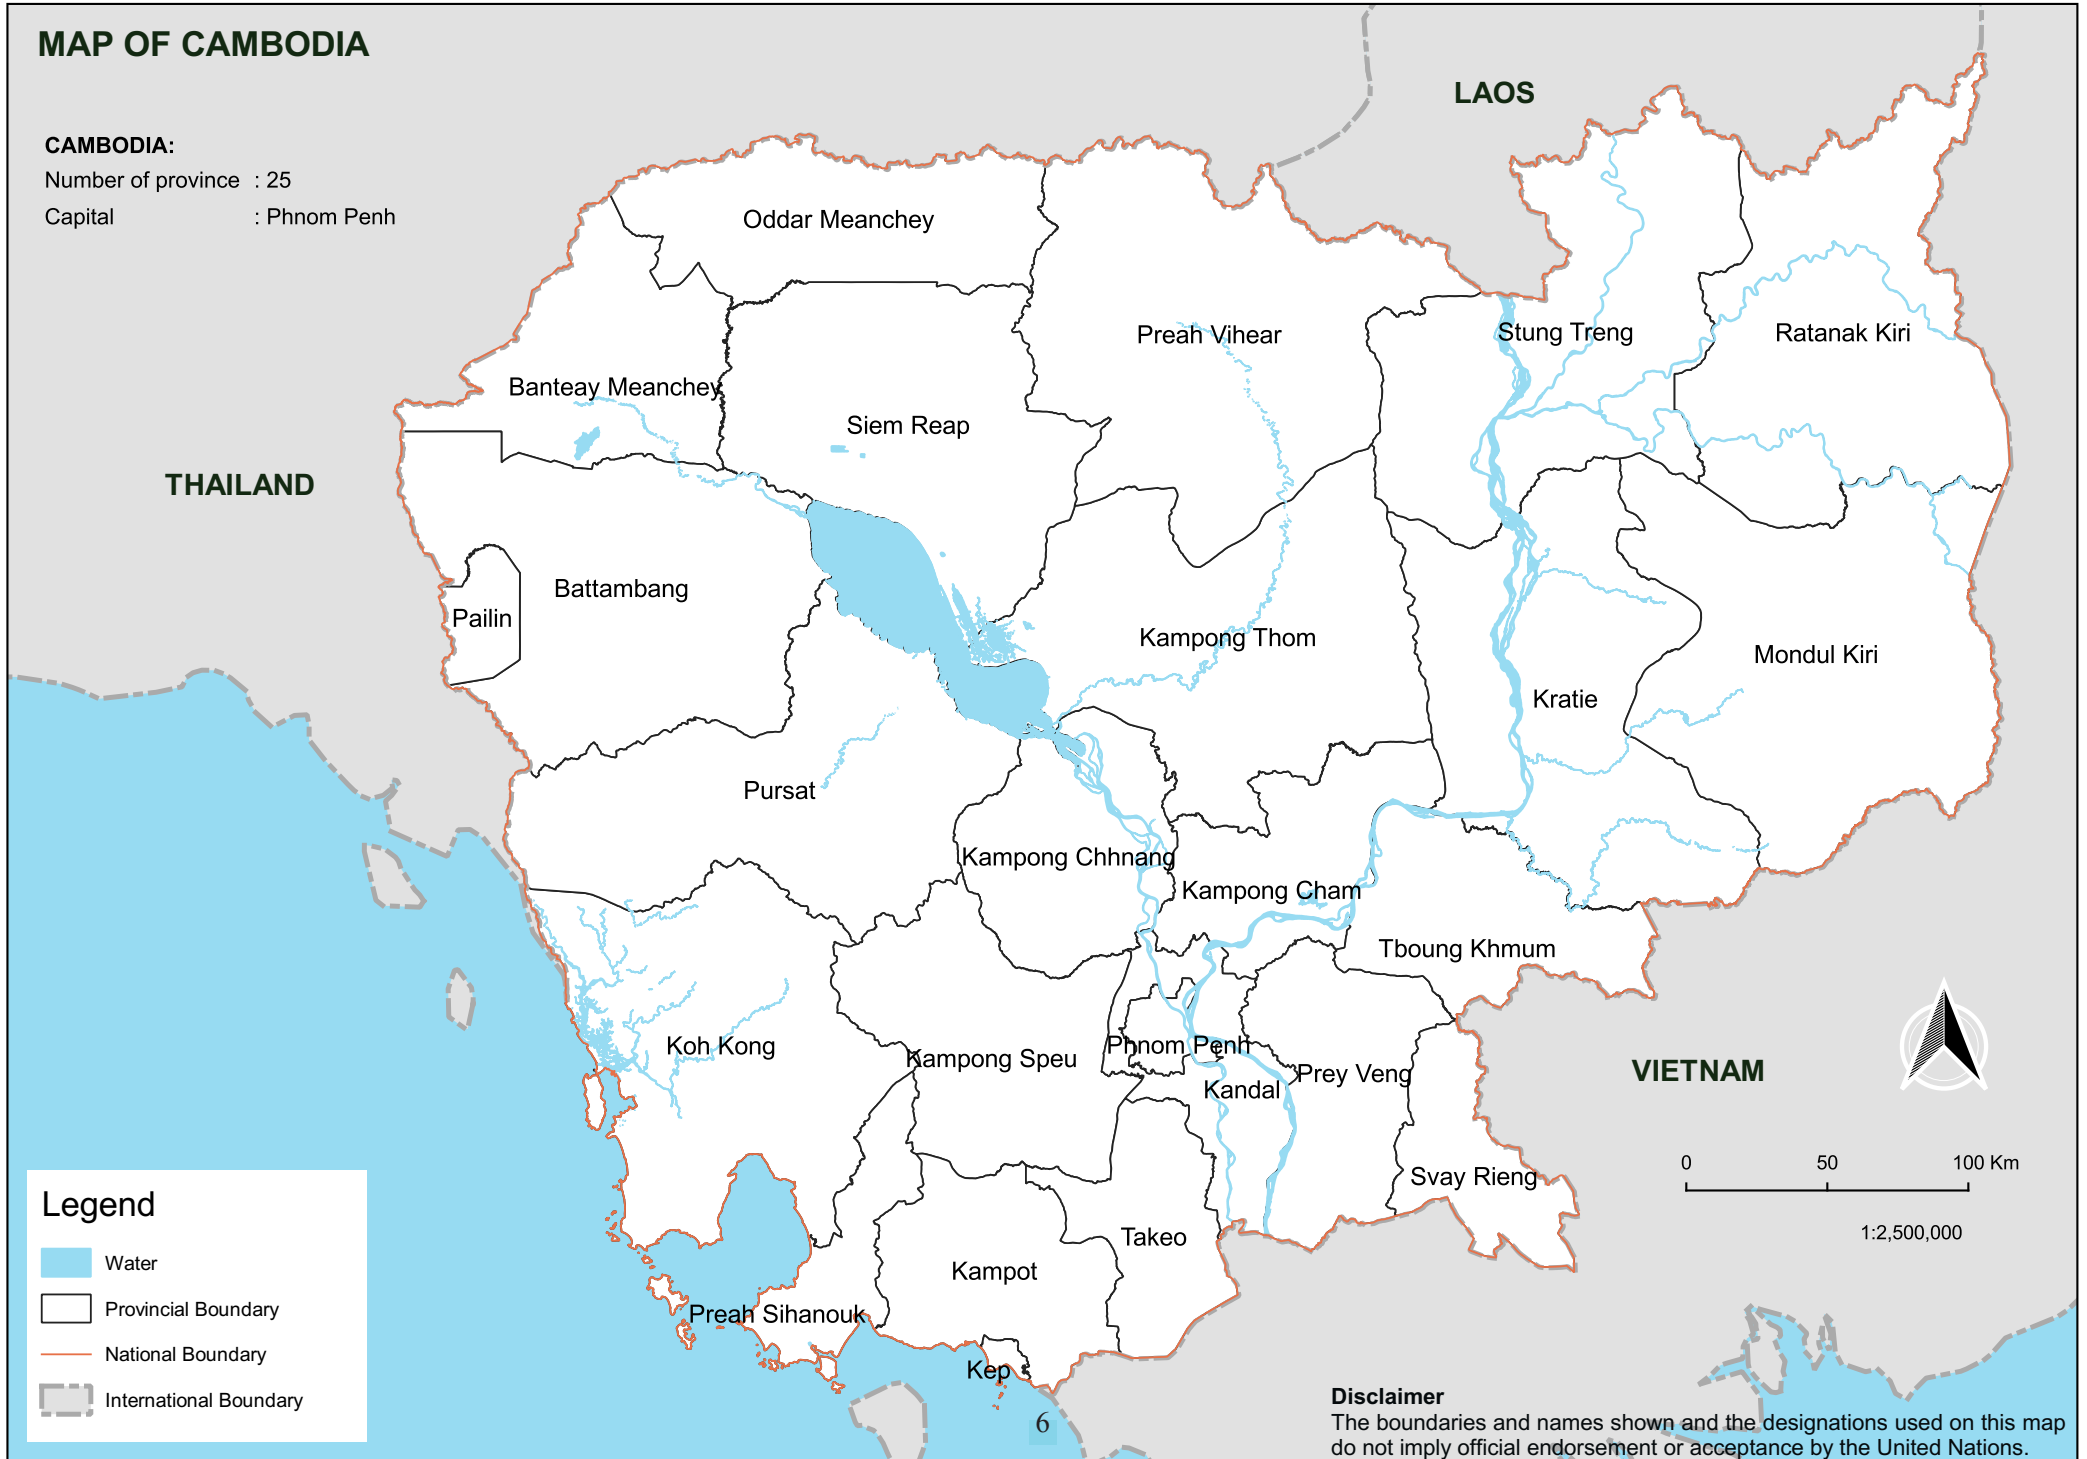 MAP OF CAMBODIA
LAOS
CAMBODIA:
Number of province : 25
Capital : Phnom Penh
Oddar Meanchey
Preah Vihear
Stung Treng
Ratanak Kiri
Banteay Meanchey
Siem Reap
THAILAND
Battambang
Pailin
Kampong Thom
Mondul Kiri
Kratie
Pursat
Kampong Chhnang
Kampong Cham
Tboung Khmum
Koh Kong
Kampong Speu
Phnom Penh
Kandal
Prey Veng
VIETNAM
Svay Rieng
0 50 100 Km
1:2,500,000
Takeo
Kampot
Preah Sihanouk
Kep
Legend
Water
Provincial Boundary
National Boundary
International Boundary
6
Disclaimer
The boundaries and names shown and the designations used on this map
do not imply official endorsement or acceptance by the United Nations.